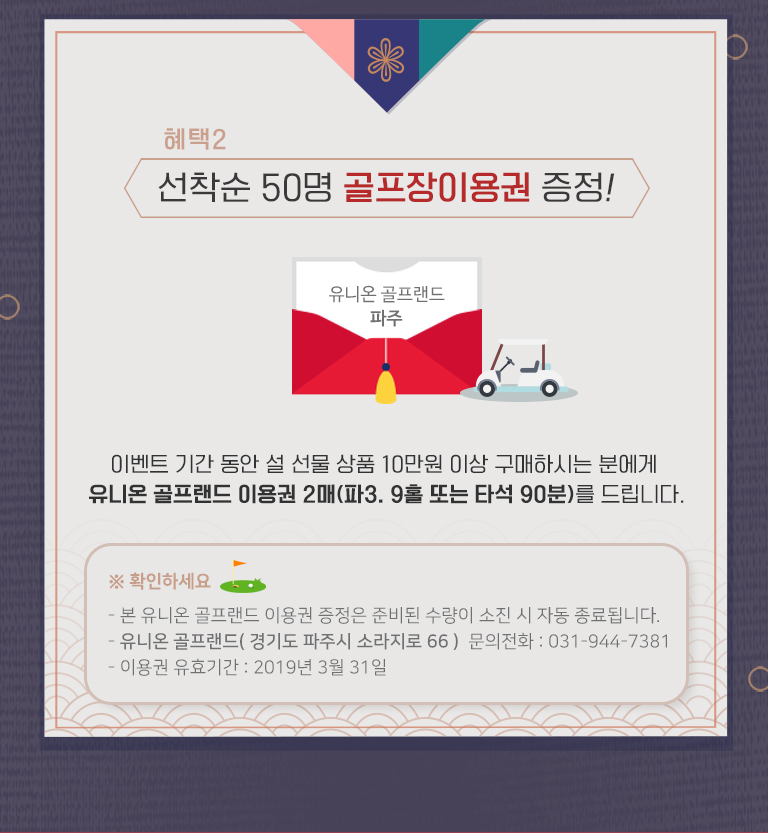 혜택2
선착순 50명 골프장이용권 증정!
유니온 골프랜드
파주
이벤트 기간 동안 설 선물 상품 10만원 이상 구매하시는 분에게
유니온 골프랜드 이용권 2매(파3. 9홀 또는 타석 90분)를 드립니다.
※ 확인하세요
- 본 유니온 골프랜드 이용권 증정은 준비된 수량이 소진 시 자동 종료됩니다.
- 유니온 골프랜드( 경기도 파주시 소라지로 66 ) 문의전화 : 031-944-7381
- 이용권 유효기간 : 2019년 3월 31일